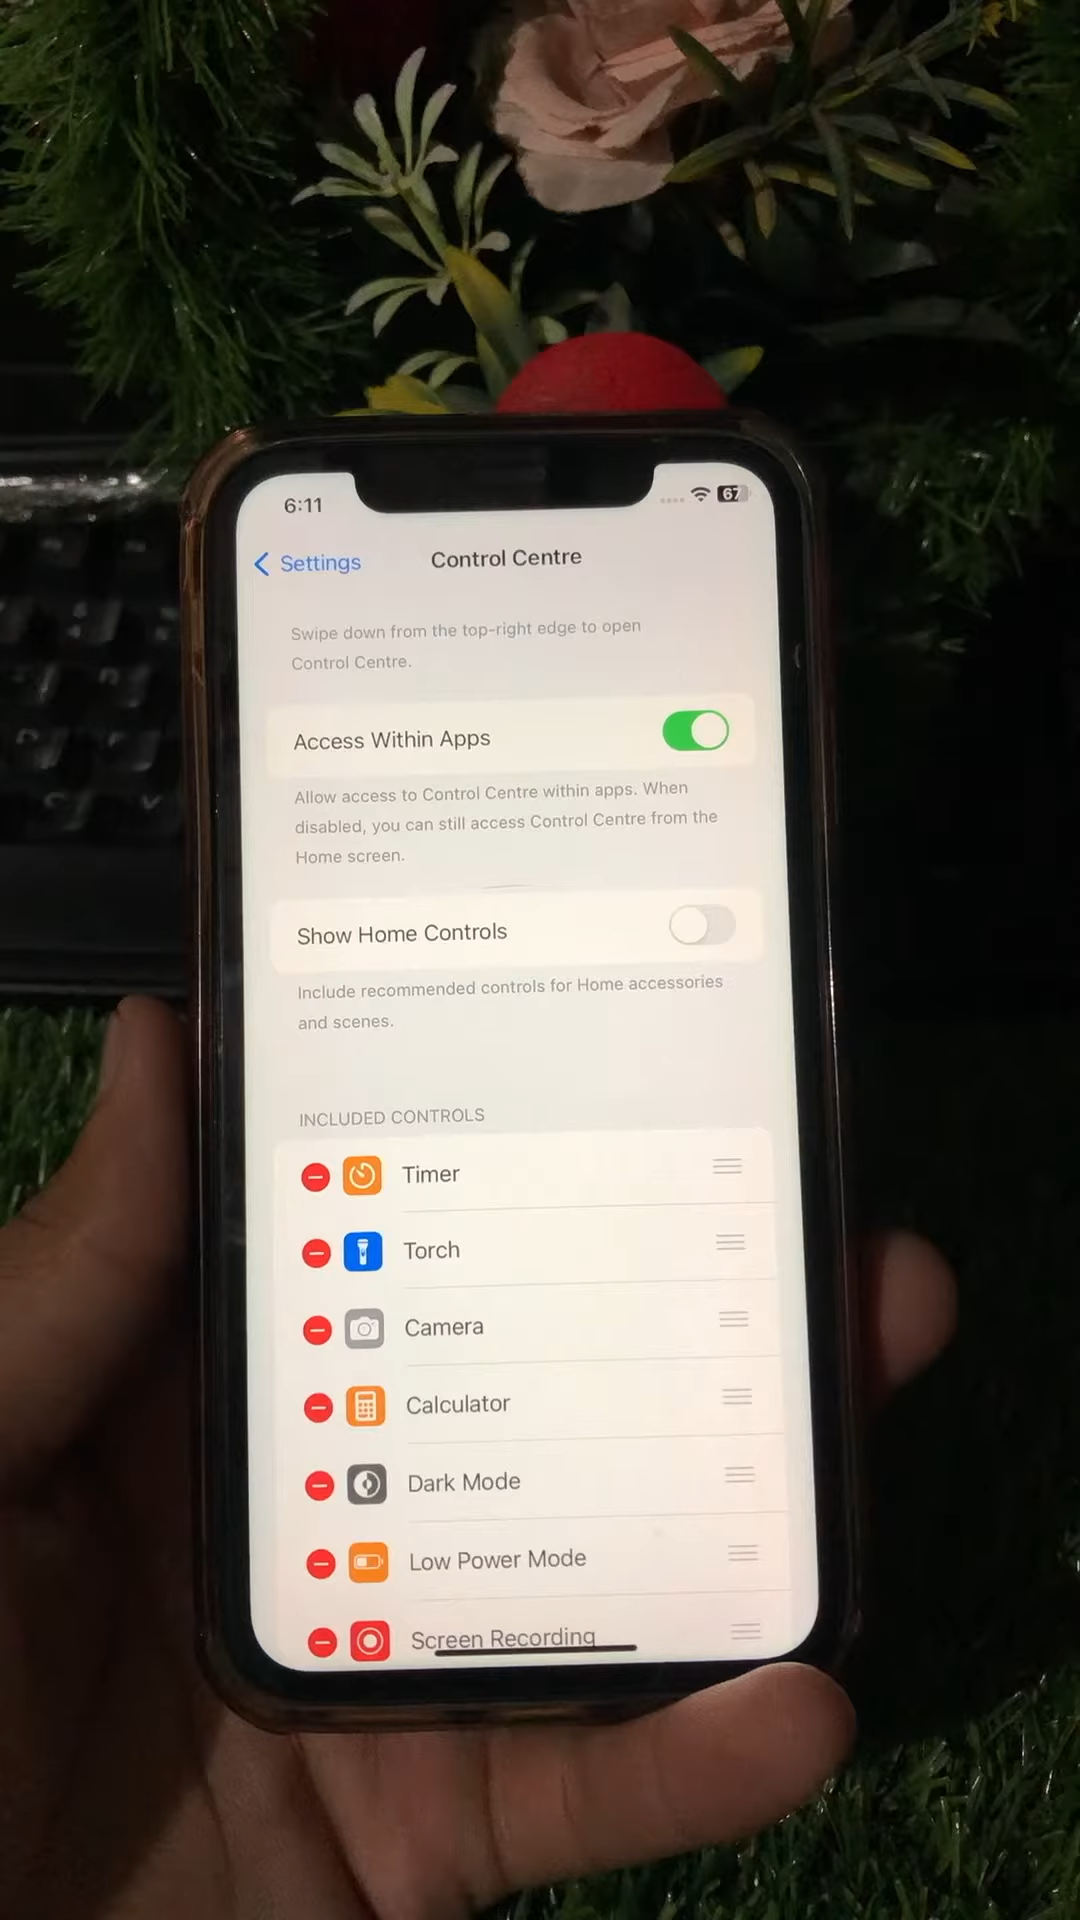 6:11
67
Settings
Control Centre
Swipe down from the top-right edge to open
Control Centre.
Access Within Apps
Allow access to Control Centre within apps. When
disabled, you can still access Control Centre from the
Home screen.
Show Home Controls
Include recommended controls for Home accessories
and scenes.
INCLUDED CONTROLS
Timer
Torch
Camera
Calculator
Dark Mode
Low Power Mode
Screen Recording